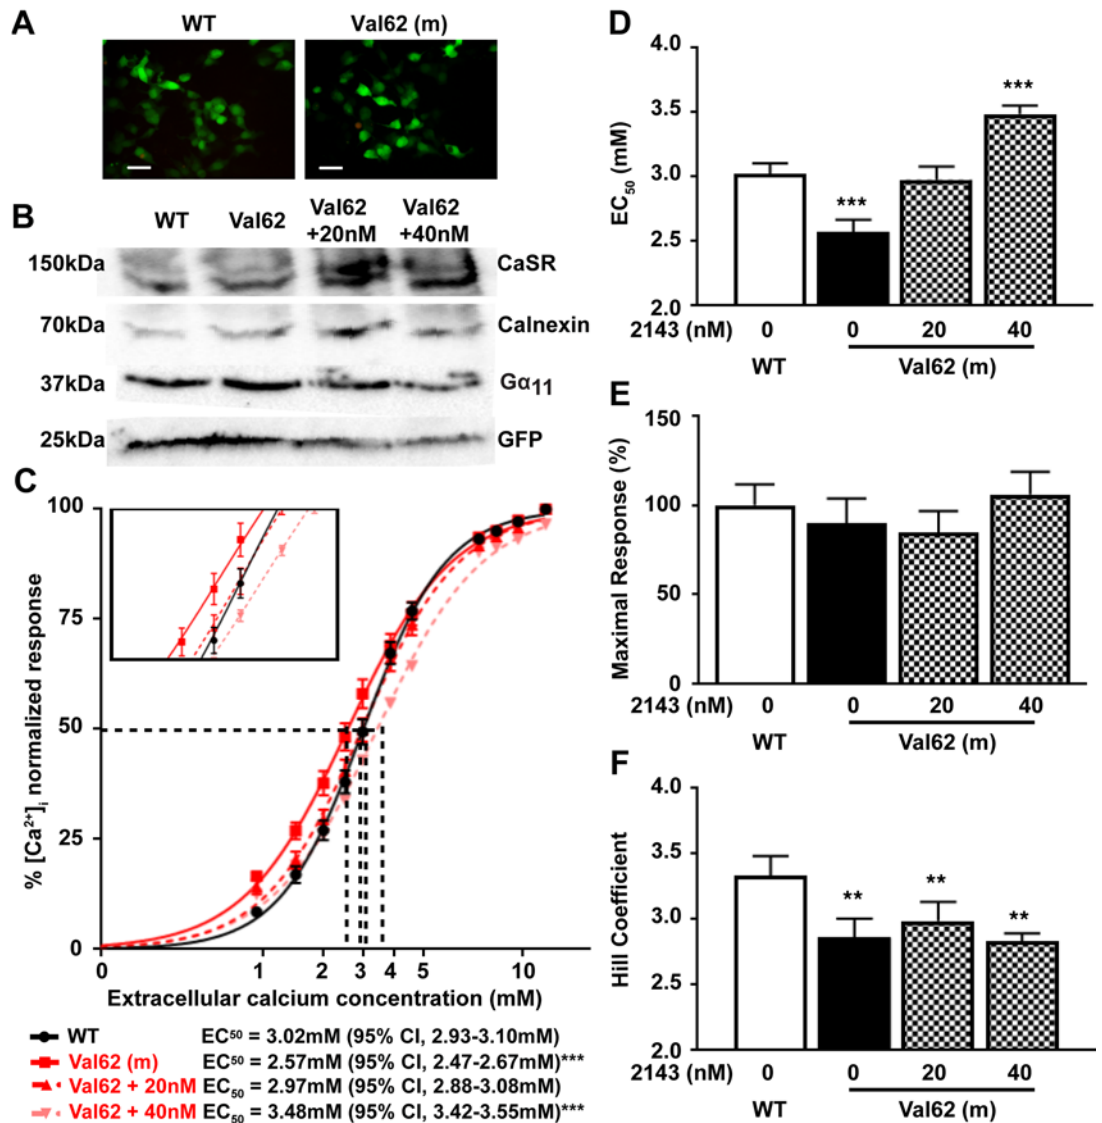 A
WT
Val62 (m)
B
WT
Val62
Val62
+20nM
Val62
+40nM
150kDa
CaSR
70kDa
Calnexin
37kDa
Gα11
25kDa
GFP
C
100
75
50
25
0
% [Ca2+]i normalized response
0
1
2
3
4
5
10
Extracellular calcium concentration (mM)
WT EC50 = 3.02mM (95% CI, 2.93-3.10mM)
Val62 (m) EC50 = 2.57mM (95% CI, 2.47-2.67mM)***
Val62 + 20nM EC50 = 2.97mM (95% CI, 2.88-3.08mM)
Val62 + 40nM EC50 = 3.48mM (95% CI, 3.42-3.55mM)***
D
4.0
3.5
3.0
2.5
2.0
EC50 (mM)
***
***
2143 (nM) 0 0 20 40
WT Val62 (m)
E
150
100
50
0
Maximal Response (%)
2143 (nM) 0 0 20 40
WT Val62 (m)
F
4.0
3.5
3.0
2.5
2.0
Hill Coefficient
**
**
**
2143 (nM) 0 0 20 40
WT Val62 (m)